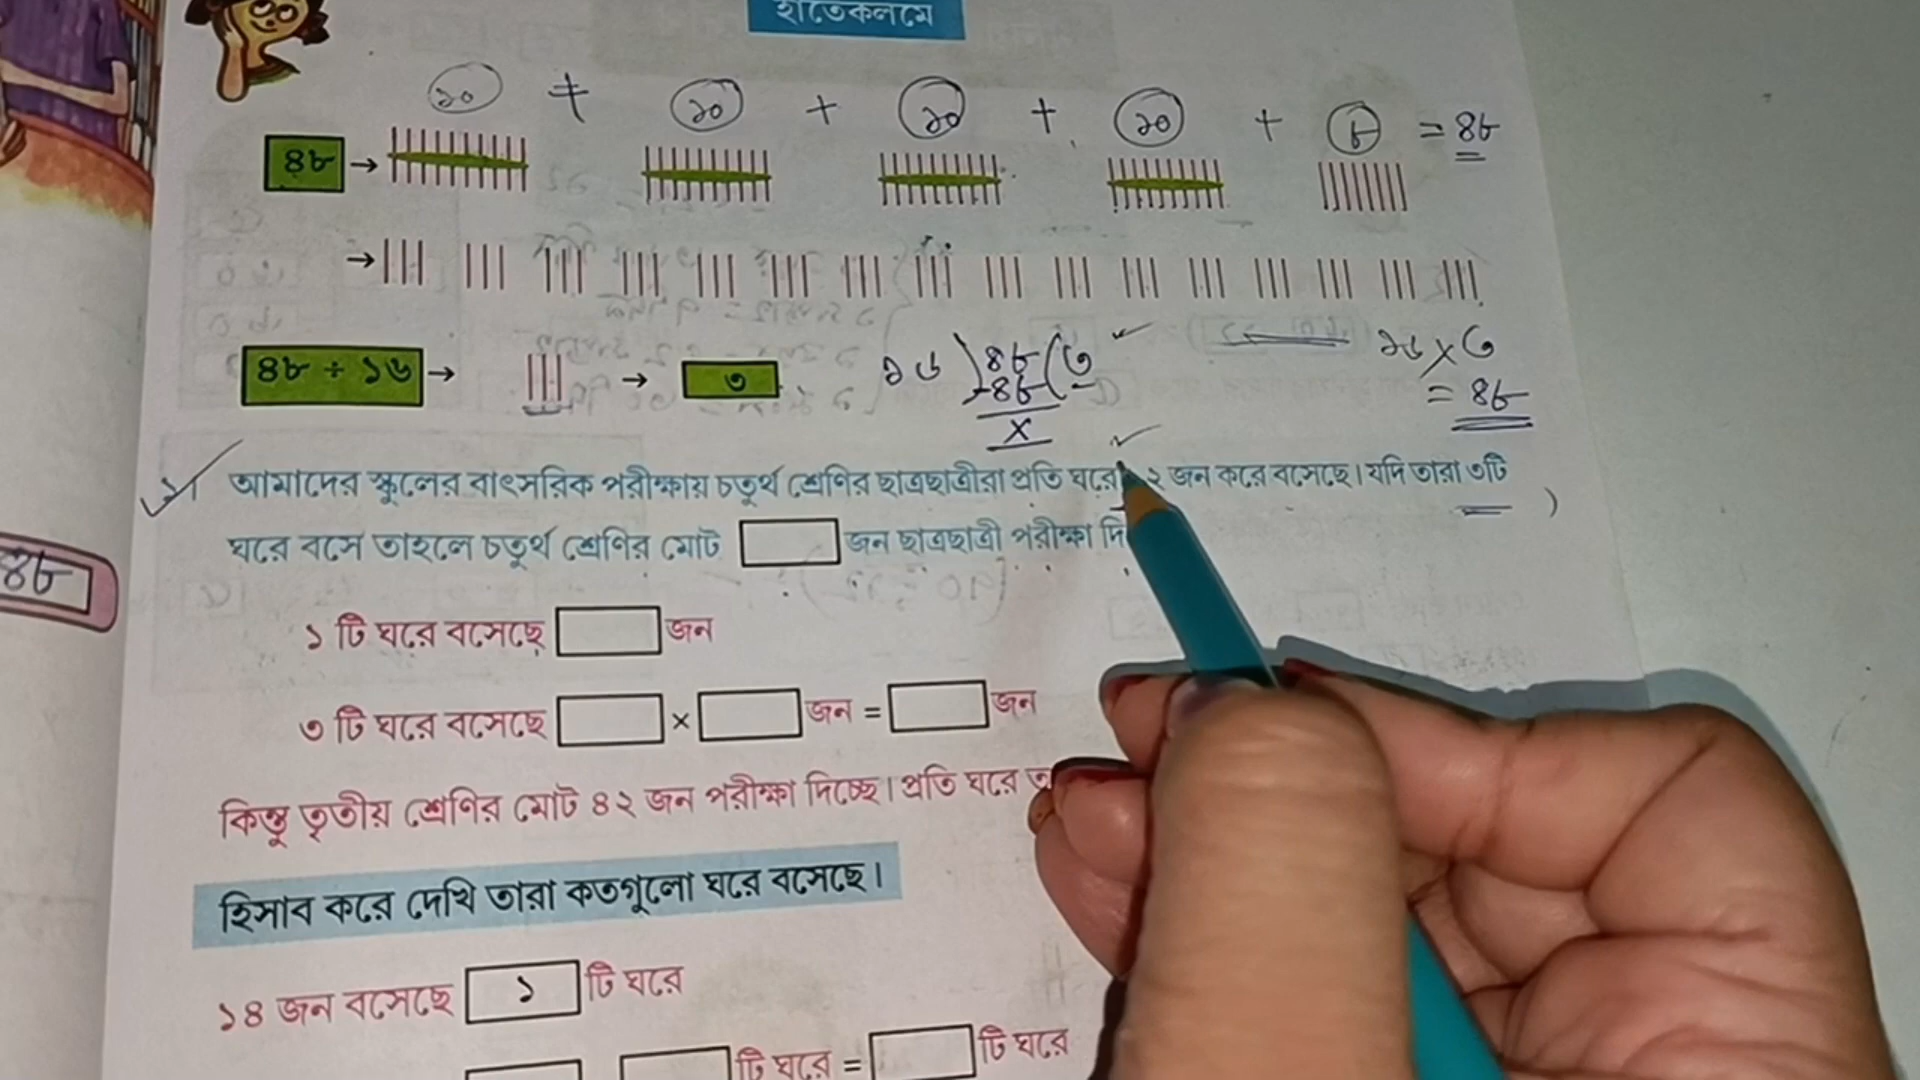 হাতেকলমে
১০ + ১০ + ১০ + ১০ + ৮ = ৪৮
৪৮ →
→
৪৮ ÷ ১৬ → → ৩
১৬ ) ৪৮ ( ৩
- ৪৮
×
১৬ × ৩
= ৪৮
আমাদের স্কুলের বাৎসরিক পরীক্ষায় চতুর্থ শ্রেণির ছাত্রছাত্রীরা প্রতি ঘরে ২ জন করে বসেছে। যদি তারা ৩টি
ঘরে বসে তাহলে চতুর্থ শ্রেণির মোট জন ছাত্রছাত্রী পরীক্ষা
৪৮
১ টি ঘরে বসেছে জন
৩ টি ঘরে বসেছে × জন = জন
কিন্তু তৃতীয় শ্রেণির মোট ৪২ জন পরীক্ষা দিচ্ছে। প্রতি ঘরে
হিসাব করে দেখি তারা কতগুলো ঘরে বসেছে।
১৪ জন বসেছে ১ টি ঘরে
টি ঘরে = টি ঘরে